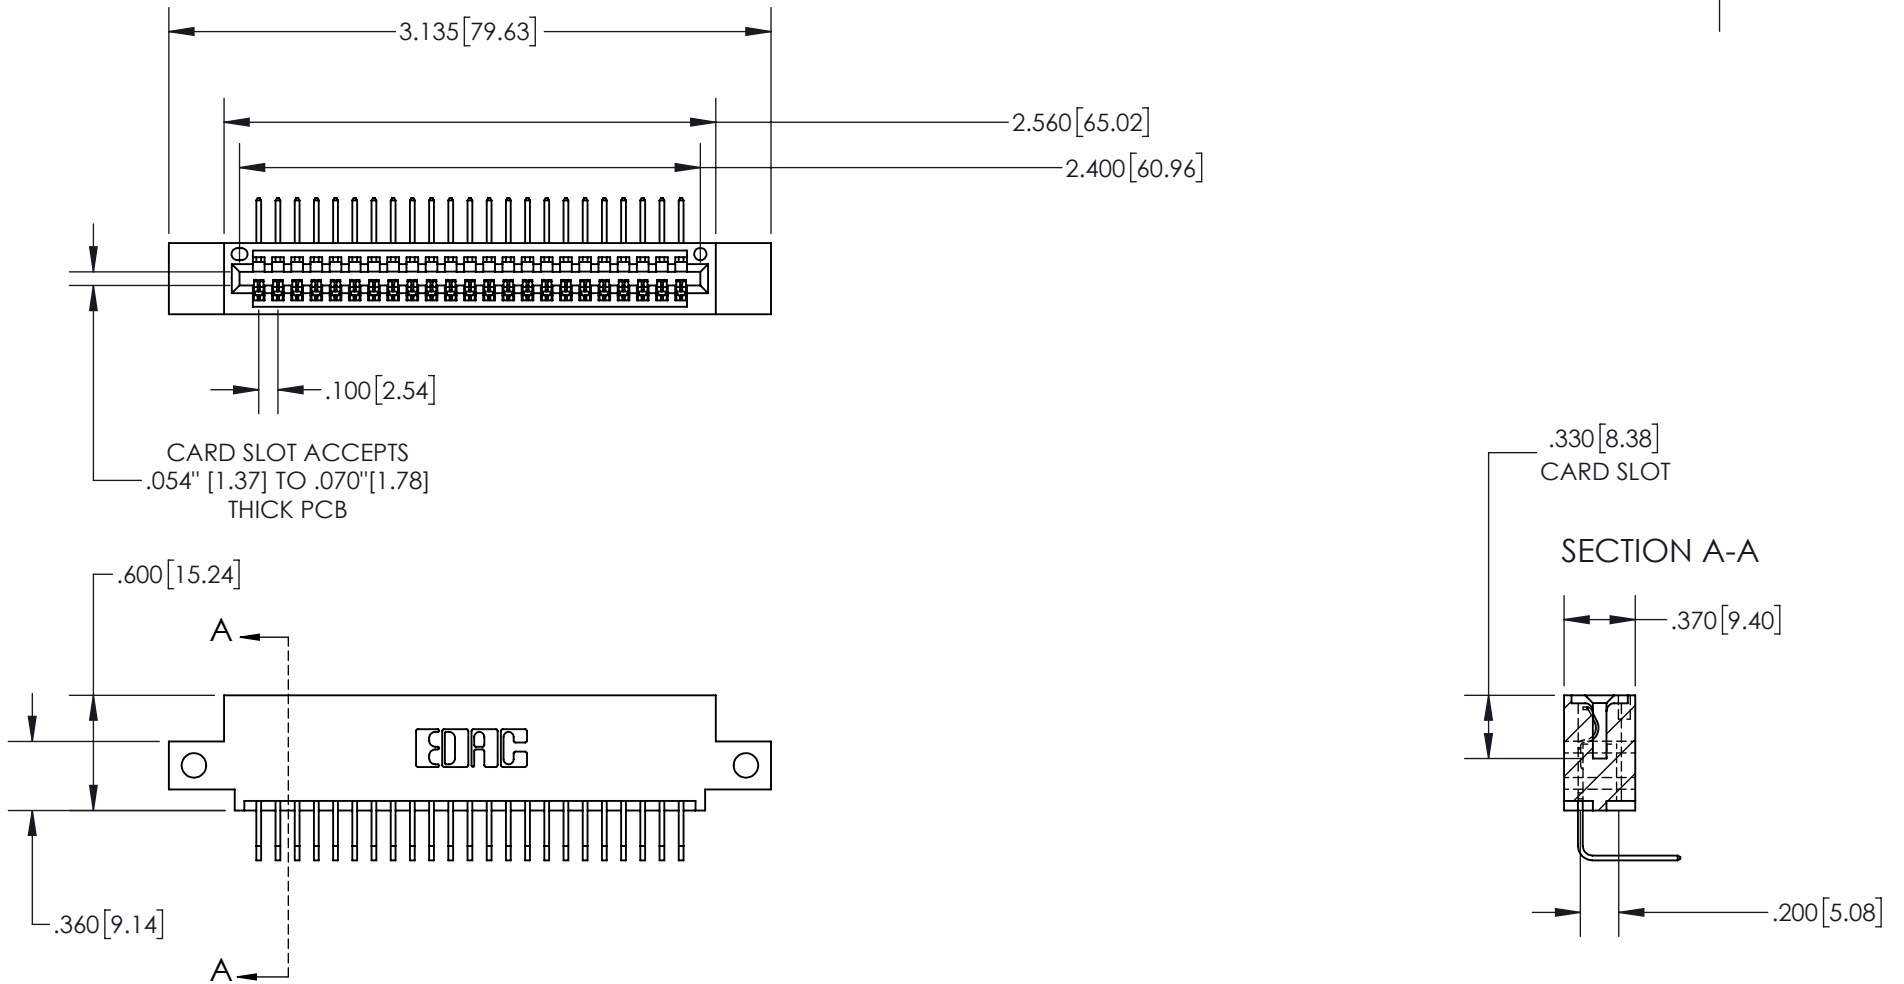 3.135[79.63]
2.560[65.02]
2.400[60.96]
.100[2.54]
CARD SLOT ACCEPTS
.054" [1.37] TO .070"[1.78]
THICK PCB
.330[8.38]
CARD SLOT
SECTION A-A
.600[15.24]
.370[9.40]
A
EDAC
.360[9.14]
.200[5.08]
A